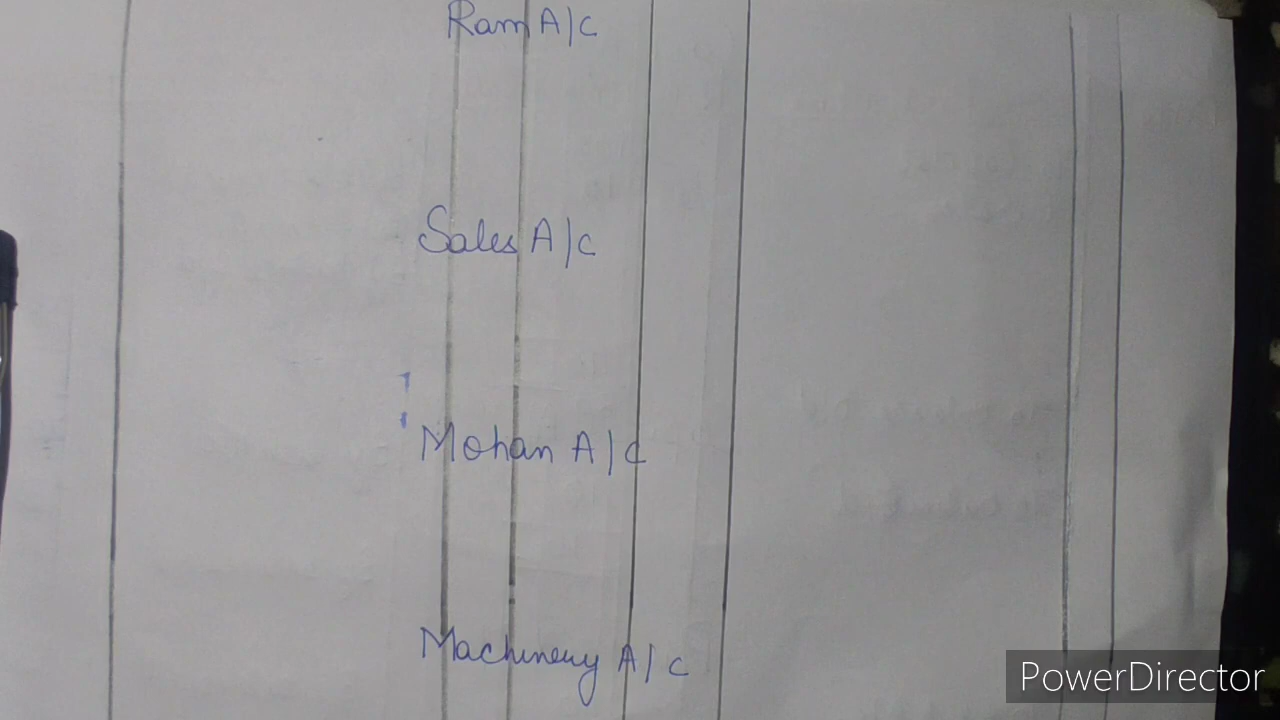 Ram A/C
Sales A/C
Mohan A/C
Machinery A/C
PowerDirector